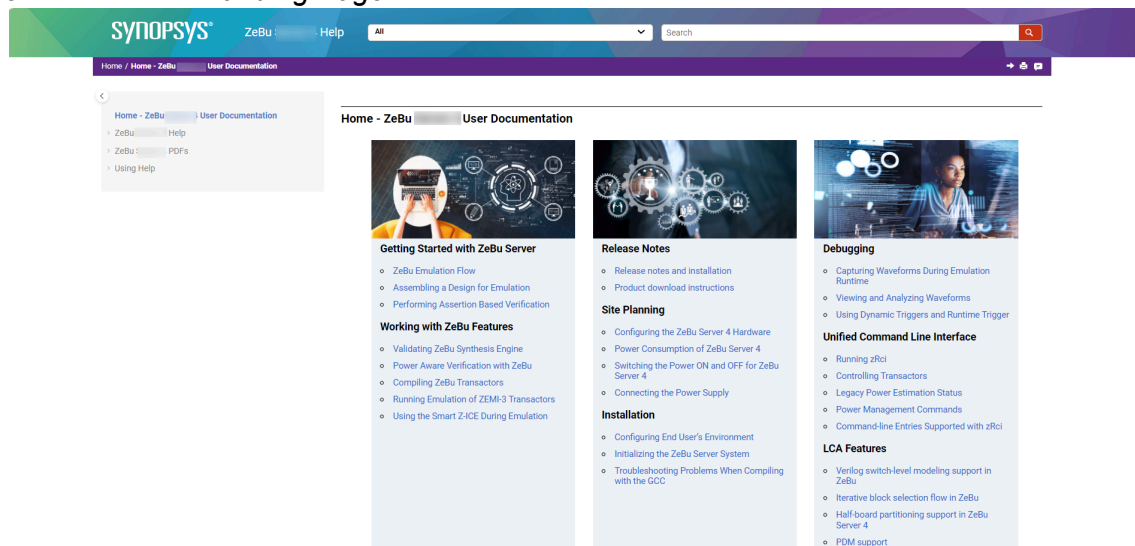 SYNOPSYS® ZeBu Help All Search
Home / Home - ZeBu User Documentation
Home - ZeBu User Documentation
ZeBu Help
ZeBu PDFs
Using Help
Home - ZeBu User Documentation
Getting Started with ZeBu Server
ZeBu Emulation Flow
Assembling a Design for Emulation
Performing Assertion Based Verification
Working with ZeBu Features
Validating ZeBu Synthesis Engine
Power Aware Verification with ZeBu
Compiling ZeBu Transactors
Running Emulation of ZEMI-3 Transactors
Using the Smart Z-ICE During Emulation
Release Notes
Release notes and installation
Product download instructions
Site Planning
Configuring the ZeBu Server 4 Hardware
Power Consumption of ZeBu Server 4
Switching the Power ON and OFF for ZeBu
Server 4
Connecting the Power Supply
Installation
Configuring End User's Environment
Initializing the ZeBu Server System
Troubleshooting Problems When Compiling
with the GCC
Debugging
Capturing Waveforms During Emulation
Runtime
Viewing and Analyzing Waveforms
Using Dynamic Triggers and Runtime Trigger
Unified Command Line Interface
Running zRci
Controlling Transactors
Legacy Power Estimation Status
Power Management Commands
Command-line Entries Supported with zRci
LCA Features
Verilog switch-level modeling support in
ZeBu
Iterative block selection flow in ZeBu
Half-board partitioning support in ZeBu
Server 4
PDM support